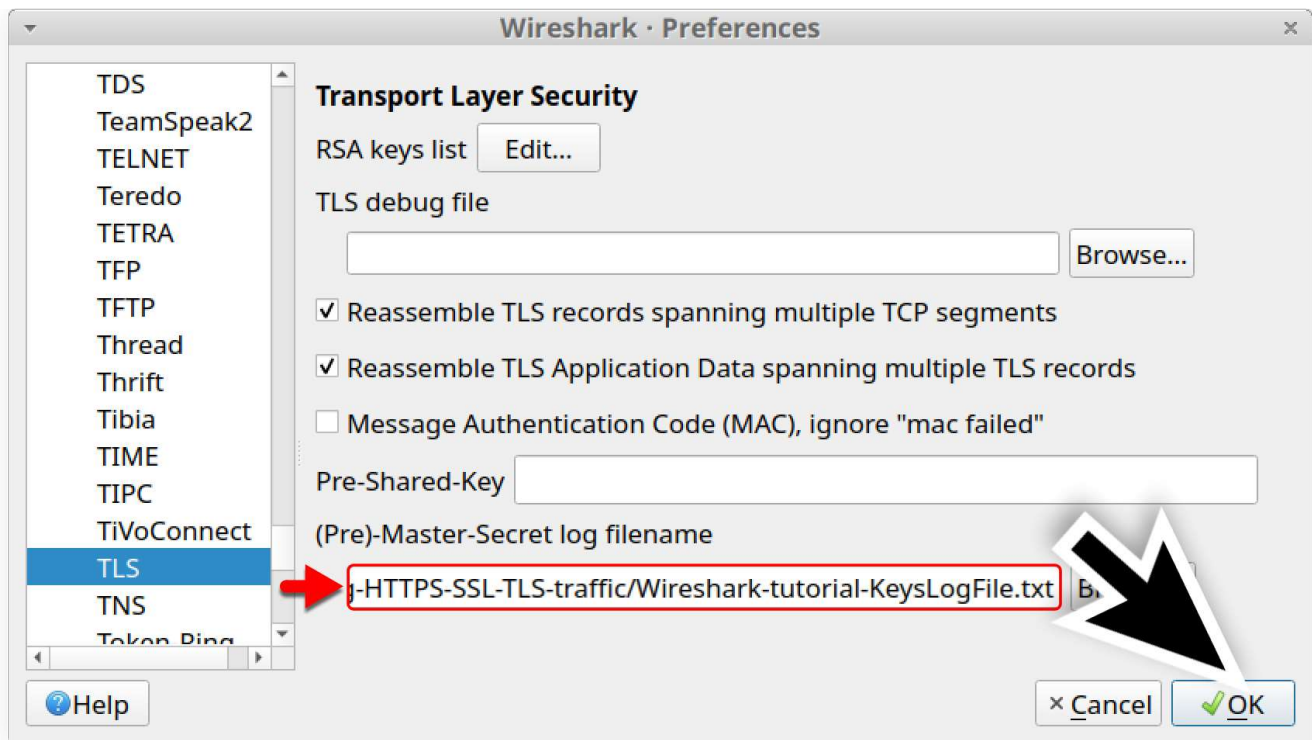 Wireshark · Preferences
TDS
TeamSpeak2
TELNET
Teredo
TETRA
TFP
TFTP
Thread
Thrift
Tibia
TIME
TIPC
TiVoConnect
TLS
TNS
Token Ring
Transport Layer Security
RSA keys list Edit...
TLS debug file
Browse...
Reassemble TLS records spanning multiple TCP segments
Reassemble TLS Application Data spanning multiple TLS records
Message Authentication Code (MAC), ignore "mac failed"
Pre-Shared-Key
(Pre)-Master-Secret log filename
-HTTPS-SSL-TLS-traffic/Wireshark-tutorial-KeysLogFile.txt
Help
Cancel
OK